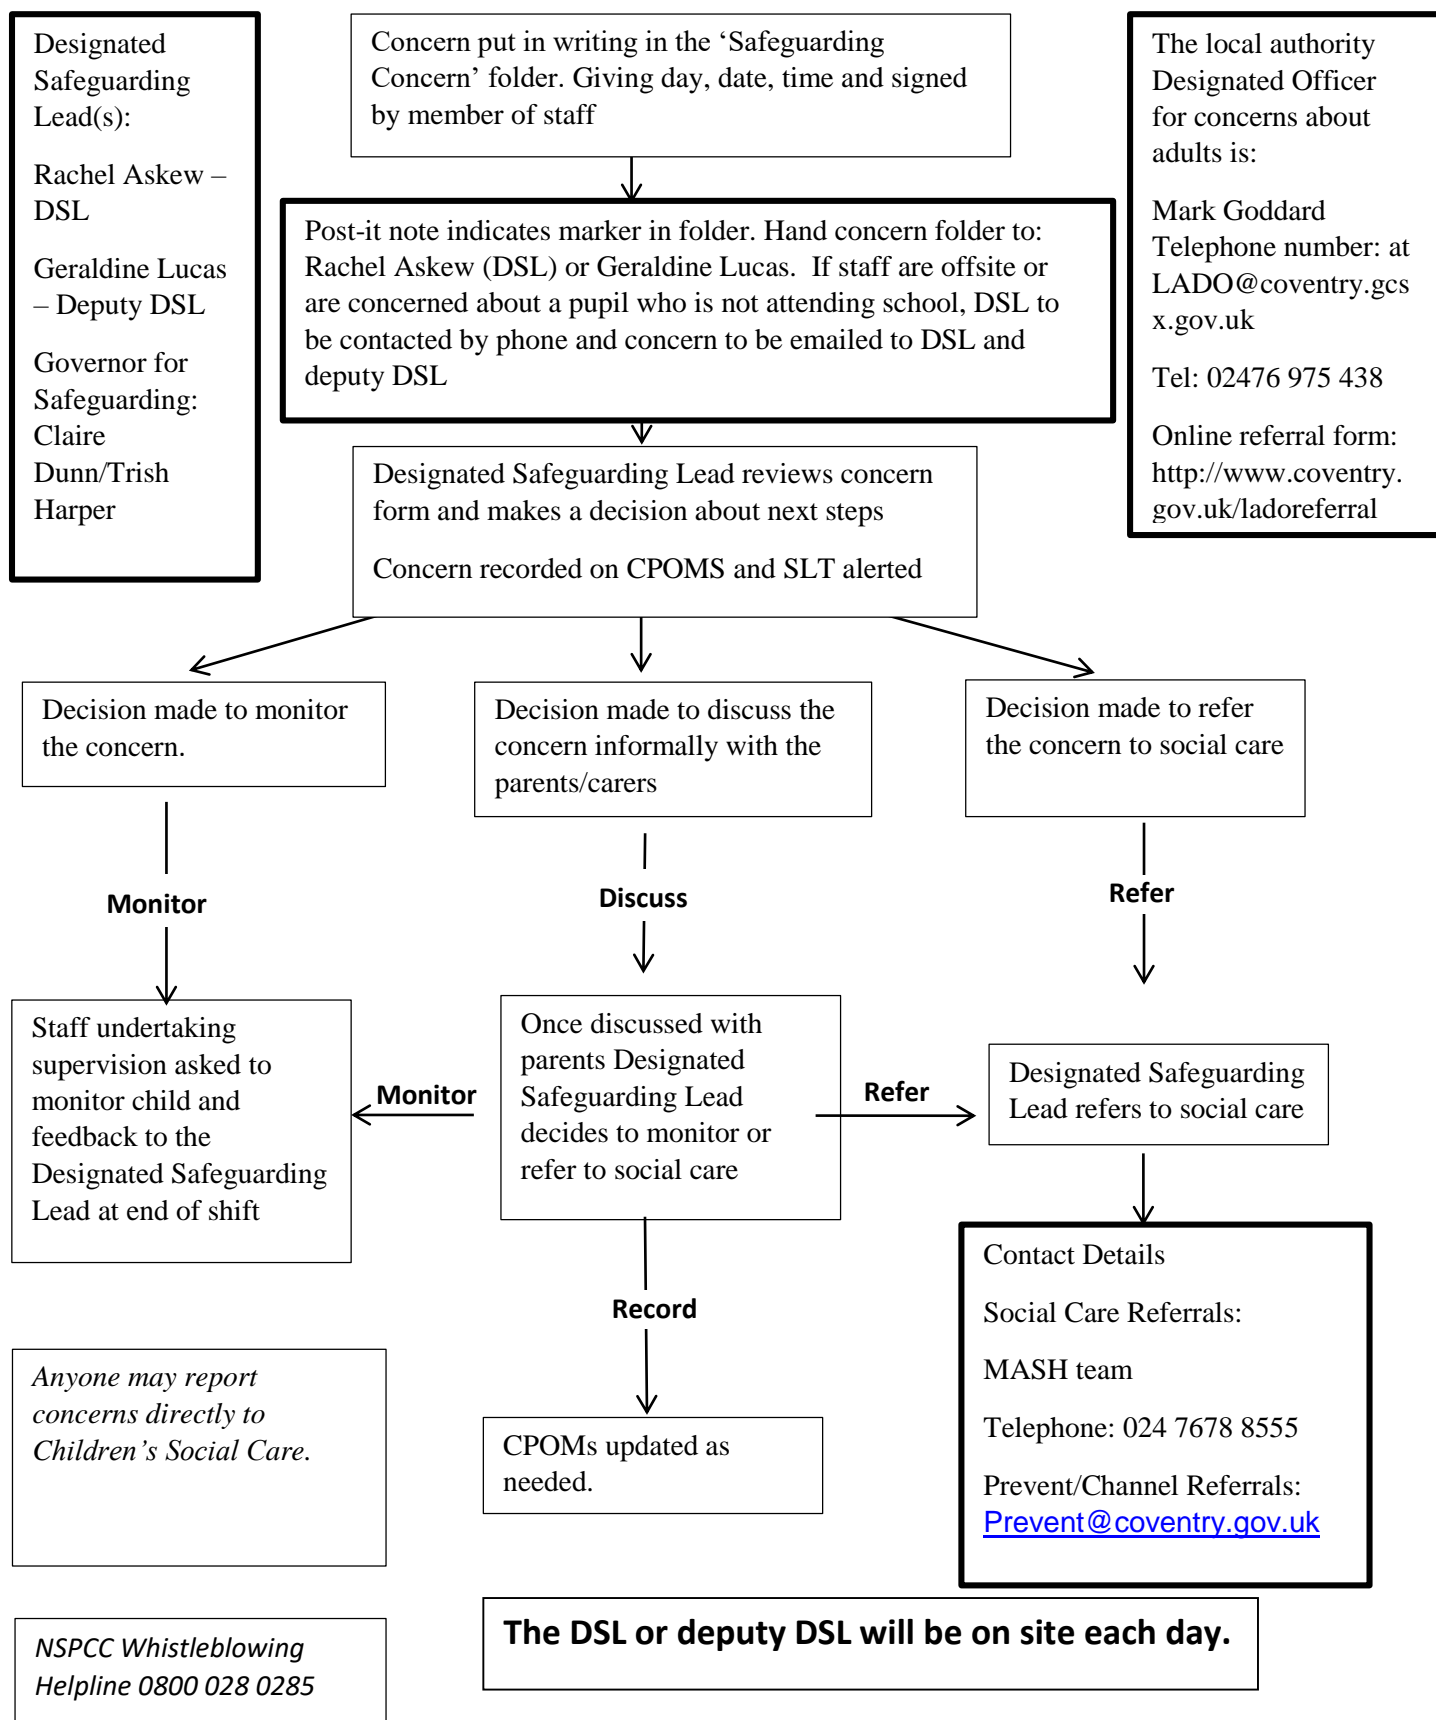 Designated
Safeguarding
Lead(s):
Rachel Askew –
DSL
Geraldine Lucas
– Deputy DSL
Governor for
Safeguarding:
Claire
Dunn/Trish
Harper
Concern put in writing in the ‘Safeguarding
Concern’ folder. Giving day, date, time and signed
by member of staff
The local authority
Designated Officer
for concerns about
adults is:
Mark Goddard
Telephone number: at
LADO@coventry.gcs
x.gov.uk
Tel: 02476 975 438
Online referral form:
http://www.coventry.
gov.uk/ladoreferral
Post-it note indicates marker in folder. Hand concern folder to:
Rachel Askew (DSL) or Geraldine Lucas.  If staff are offsite or
are concerned about a pupil who is not attending school, DSL to
be contacted by phone and concern to be emailed to DSL and
deputy DSL
Designated Safeguarding Lead reviews concern
form and makes a decision about next steps
Concern recorded on CPOMS and SLT alerted
Decision made to monitor
the concern.
Decision made to discuss the
concern informally with the
parents/carers
Decision made to refer
the concern to social care
Monitor
Discuss
Refer
Staff undertaking
supervision asked to
monitor child and
feedback to the
Designated Safeguarding
Lead at end of shift
Monitor
Once discussed with
parents Designated
Safeguarding Lead
decides to monitor or
refer to social care
Refer
Designated Safeguarding
Lead refers to social care
Record
Contact Details
Social Care Referrals:
MASH team
Telephone: 024 7678 8555
Prevent/Channel Referrals:
Prevent@coventry.gov.uk
Anyone may report
concerns directly to
Children’s Social Care.
CPOMs updated as
needed.
The DSL or deputy DSL will be on site each day.
NSPCC Whistleblowing
Helpline 0800 028 0285